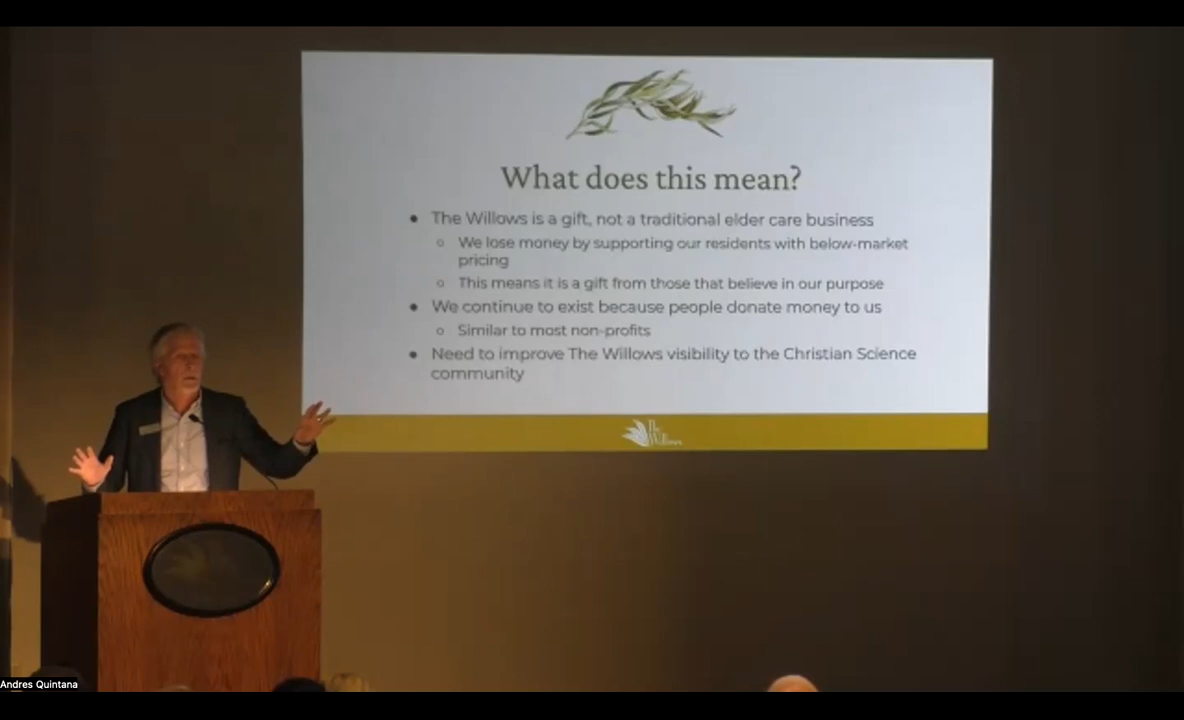 What does this mean?
● The Willows is a gift, not a traditional elder care business
○ We lose money by supporting our residents with below-market
pricing
○ This means it is a gift from those that believe in our purpose
● We continue to exist because people donate money to us
○ Similar to most non-profits
● Need to improve The Willows visibility to the Christian Science
community
The
Willows
Andres Quintana